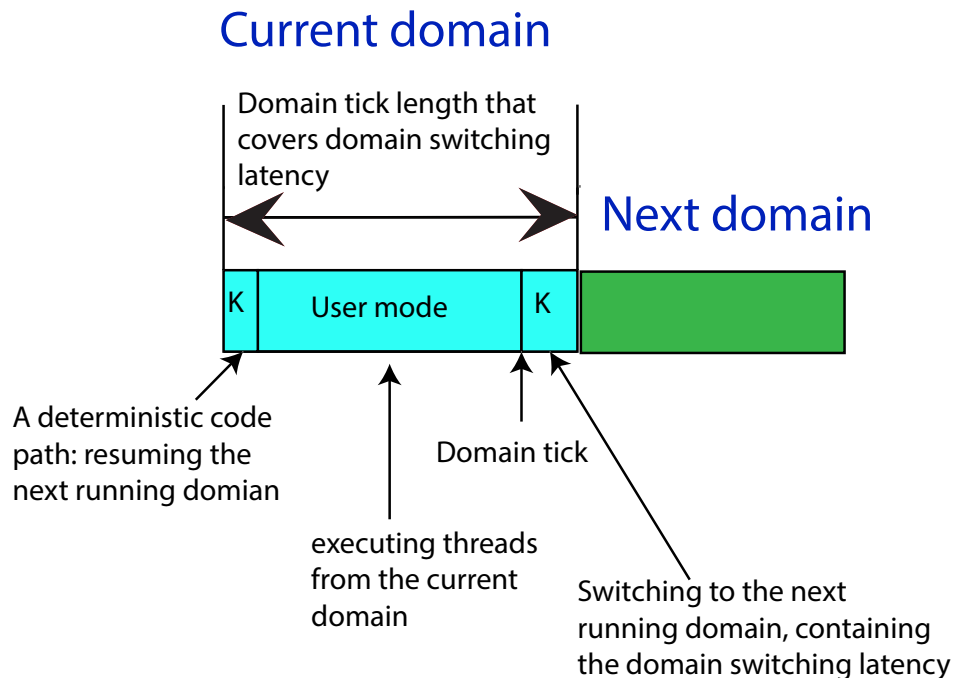 Current domain
Domain tick length that
covers domain switching
latency
Next domain
K
User mode
K
A deterministic code
path: resuming the
next running domian
Domain tick
executing threads
from the current
domain
Switching to the next
running domain, containing
the domain switching latency